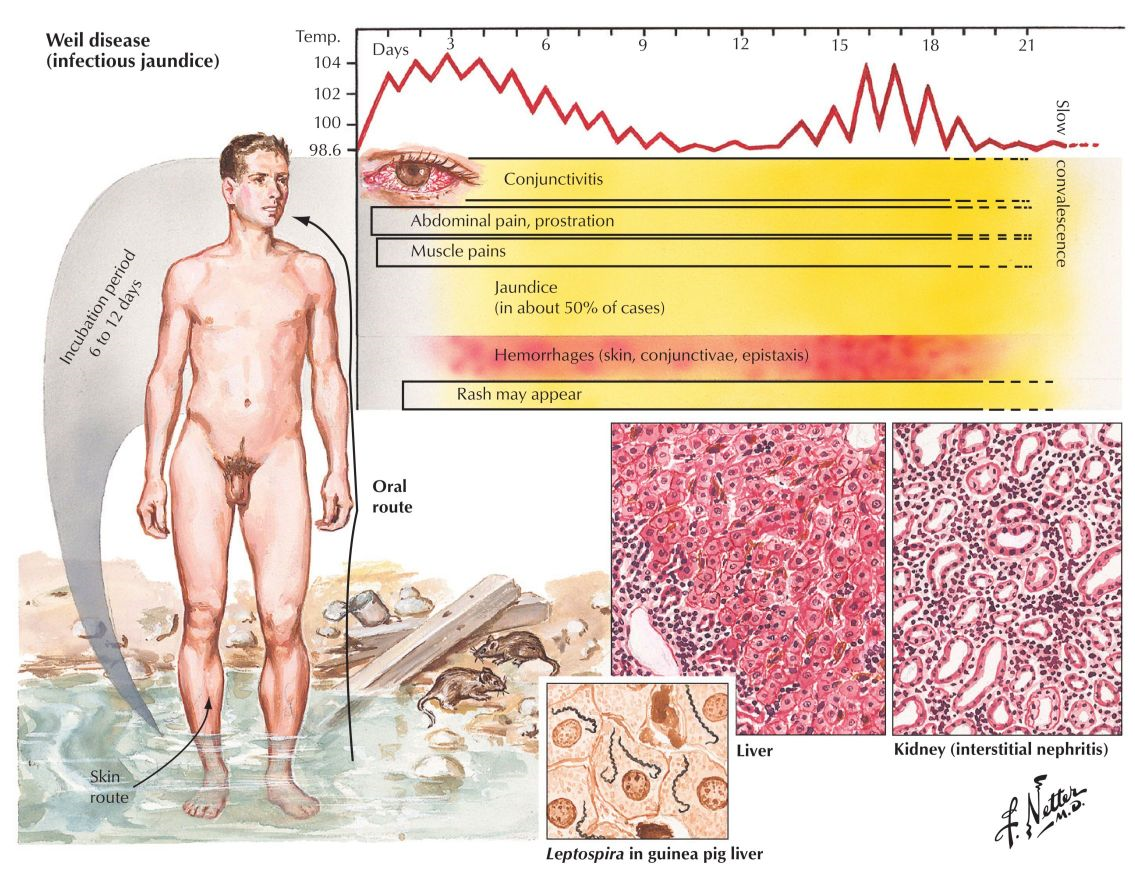 Weil disease
(infectious jaundice)
Temp.
Days
3
6
9
12
15
18
21
104
102
100
98.6
Slow convalescence
Incubation period
6 to 12 days
Conjunctivitis
Abdominal pain, prostration
Muscle pains
Jaundice
(in about 50% of cases)
Hemorrhages (skin, conjunctivae, epistaxis)
Rash may appear
Oral
route
Skin
route
Liver
Kidney (interstitial nephritis)
Leptospira in guinea pig liver
F. Netter
M.D.